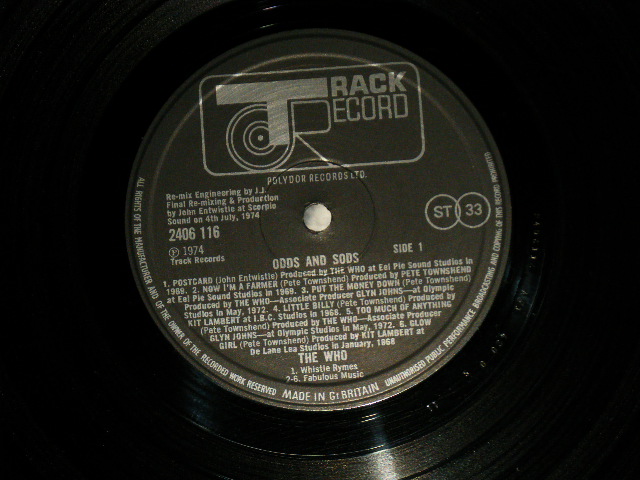 TRACK
RECORD
POLYDOR RECORDS LTD.
Re-mix Engineering by J.J.
Final Re-mixing & Production
by John Entwistle at Scorpio
Sound on 4th July, 1974
2406 116
ST 33
℗ 1974
Track Records
SIDE 1
ODDS AND SODS
1. POSTCARD (John Entwistle) Produced by THE WHO at Eel Pie Sound Studios in
1969. 2. NOW I'M A FARMER (Pete Townshend) Produced by PETE TOWNSHEND
at Eel Pie Sound Studios in 1969. 3. PUT THE MONEY DOWN (Pete Townshend)
Produced by THE WHO—Associate Producer GLYN JOHNS—at Olympic
Studios in May, 1972. 4. LITTLE BILLY (Pete Townshend) Produced by
KIT LAMBERT at I.B.C. Studios in 1968. 5. TOO MUCH OF ANYTHING
(Pete Townshend) Produced by THE WHO—Associate Producer
GLYN JOHNS—at Olympic Studios in May, 1972. 6. GLOW
GIRL (Pete Townshend) Produced by KIT LAMBERT at
De Lane Lea Studios in January, 1968
THE WHO
1. Whistle Rymes
2-6. Fabulous Music
ALL RIGHTS OF THE MANUFACTURER AND OF THE OWNER OF THE RECORDED WORK RESERVED
MADE IN Gt BRITAIN
UNAUTHORISED PUBLIC PERFORMANCE BROADCASTING AND COPYING OF THIS RECORD PROHIBITED